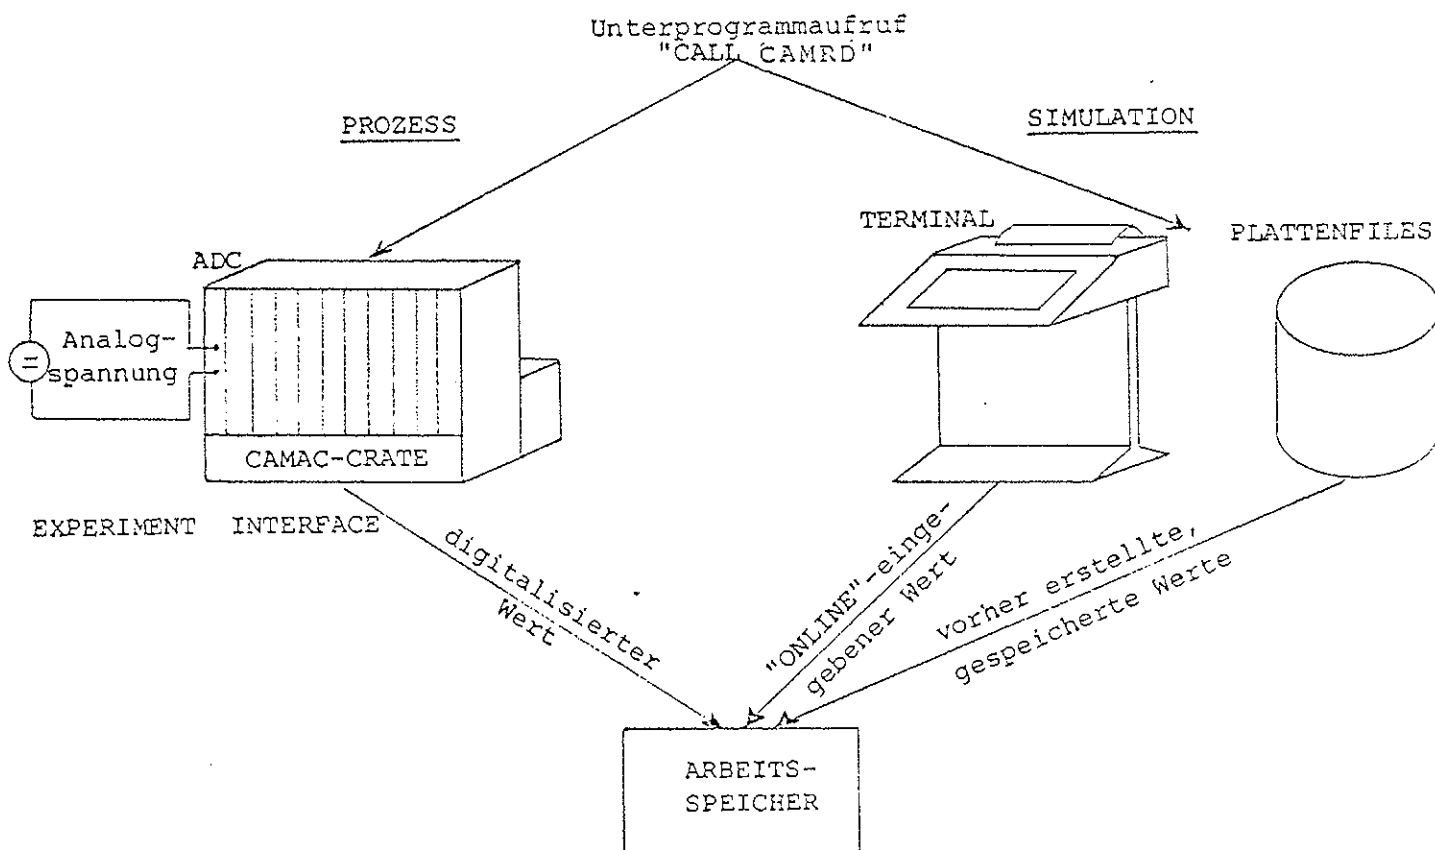 Unterprogrammaufruf
"CALL CAMRD"
PROZESS
SIMULATION
TERMINAL
PLATTENFILES
ADC
Analog-
spannung
CAMAC-CRATE
EXPERIMENT INTERFACE
digitalisierter
Wert
"ONLINE"-einge-
gebener Wert
vorher erstellte,
gespeicherte Werte
ARBEITS-
SPEICHER